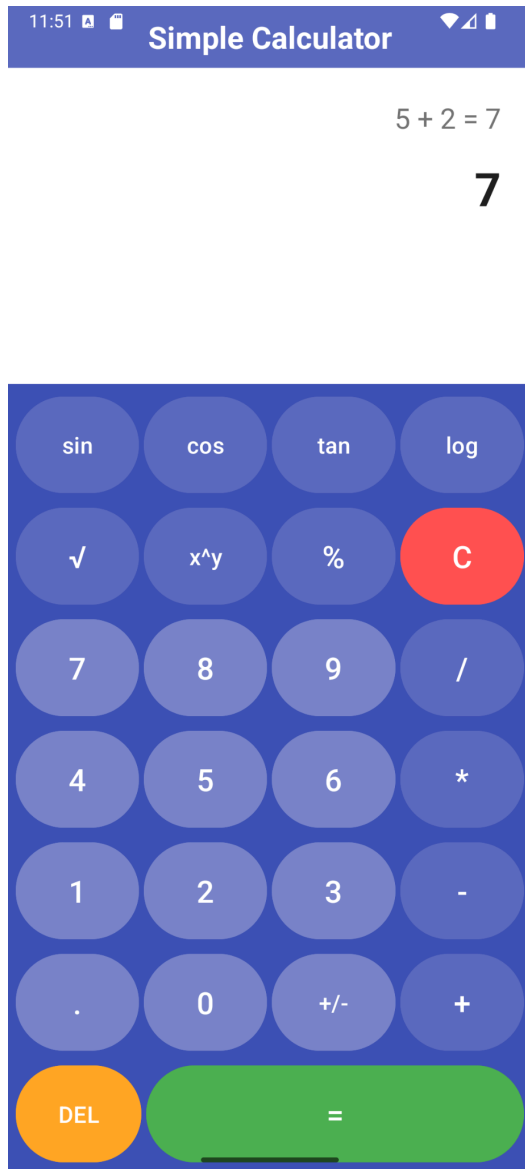 11:51
Simple Calculator
5 + 2 = 7
7
sin cos tan log
√ x^y % C
7 8 9 /
4 5 6 *
1 2 3 -
. 0 +/- +
DEL =